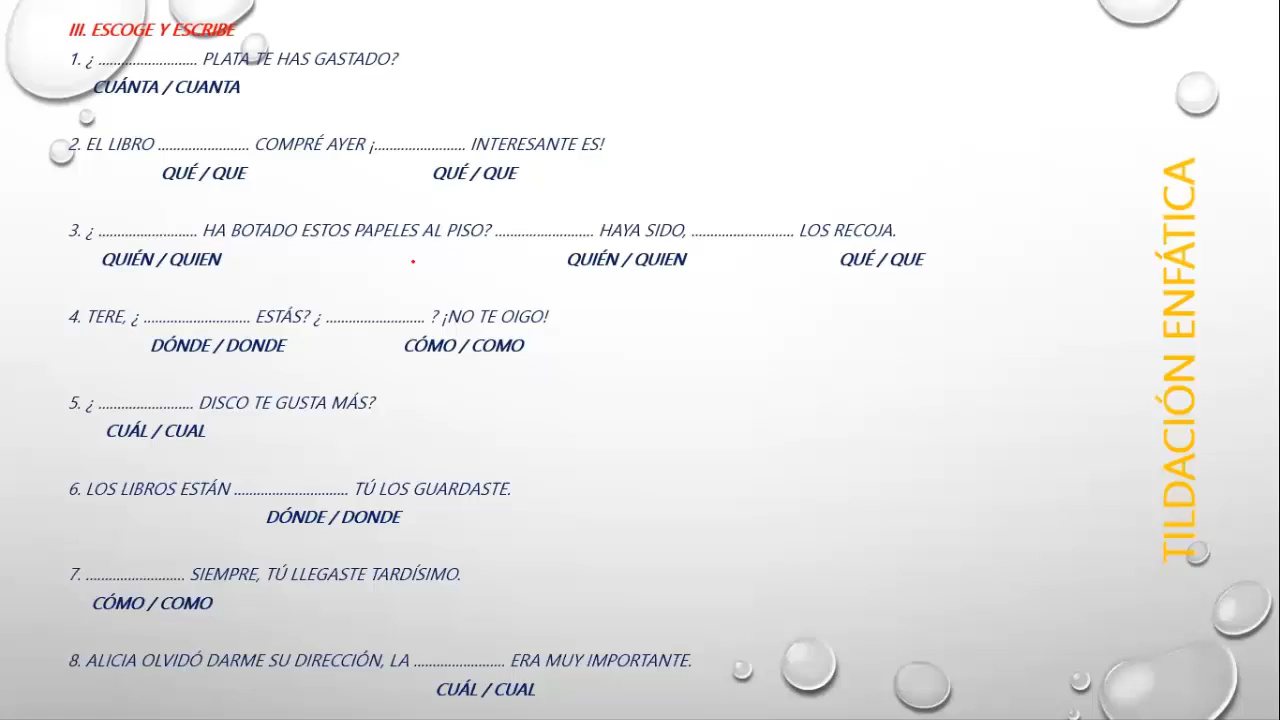 III. ESCOGE Y ESCRIBE
1. ¿ .......................... PLATA TE HAS GASTADO?
CUÁNTA / CUANTA
2. EL LIBRO ........................ COMPRÉ AYER ¡........................ INTERESANTE ES!
QUÉ / QUE QUÉ / QUE
3. ¿ .......................... HA BOTADO ESTOS PAPELES AL PISO? .......................... HAYA SIDO, ........................... LOS RECOJA.
QUIÉN / QUIEN QUIÉN / QUIEN QUÉ / QUE
4. TERE, ¿ ............................ ESTÁS? ¿ .......................... ? ¡NO TE OIGO!
DÓNDE / DONDE CÓMO / COMO
5. ¿ ......................... DISCO TE GUSTA MÁS?
CUÁL / CUAL
6. LOS LIBROS ESTÁN .............................. TÚ LOS GUARDASTE.
DÓNDE / DONDE
7. .......................... SIEMPRE, TÚ LLEGASTE TARDÍSIMO.
CÓMO / COMO
8. ALICIA OLVIDÓ DARME SU DIRECCIÓN, LA ........................ ERA MUY IMPORTANTE.
CUÁL / CUAL
TILDACIÓN ENFÁTICA